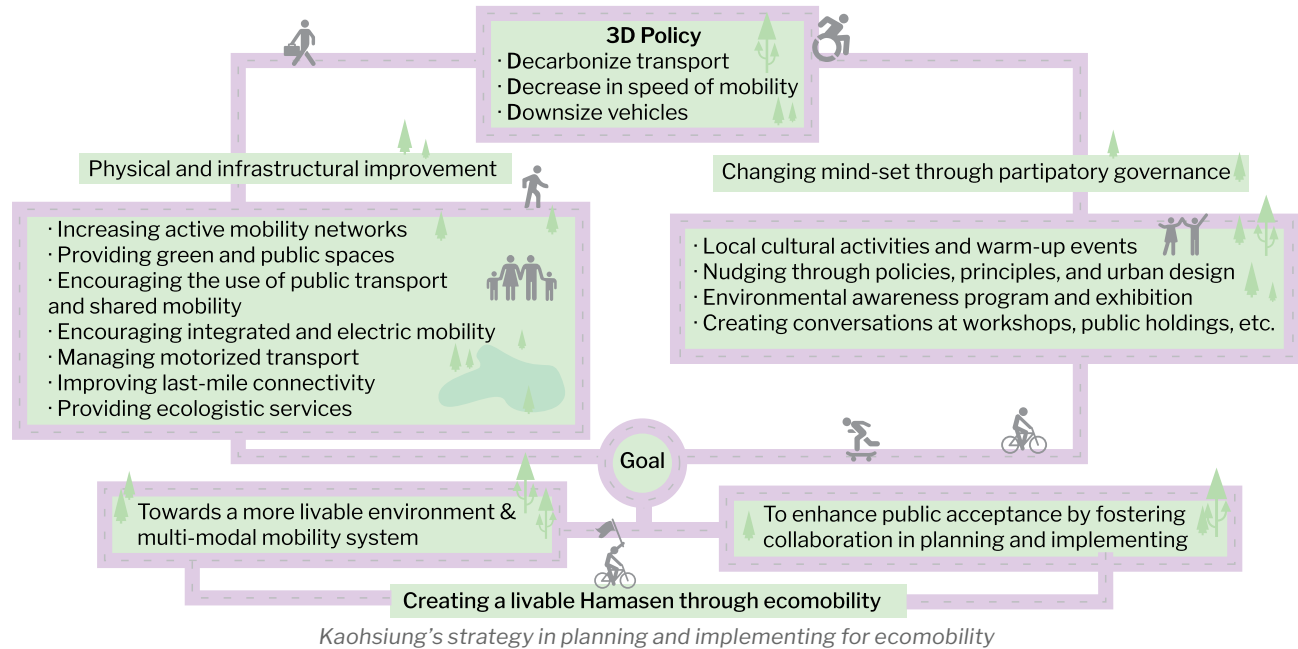 3D Policy
· Decarbonize transport
· Decrease in speed of mobility
· Downsize vehicles
Physical and infrastructural improvement
Changing mind-set through partipatory governance
· Increasing active mobility networks
· Providing green and public spaces
· Encouraging the use of public transport
and shared mobility
· Encouraging integrated and electric mobility
· Managing motorized transport
· Improving last-mile connectivity
· Providing ecologistic services
· Local cultural activities and warm-up events
· Nudging through policies, principles, and urban design
· Environmental awareness program and exhibition
· Creating conversations at workshops, public holdings, etc.
Goal
Towards a more livable environment &
multi-modal mobility system
To enhance public acceptance by fostering
collaboration in planning and implementing
Creating a livable Hamasen through ecomobility
Kaohsiung's strategy in planning and implementing for ecomobility